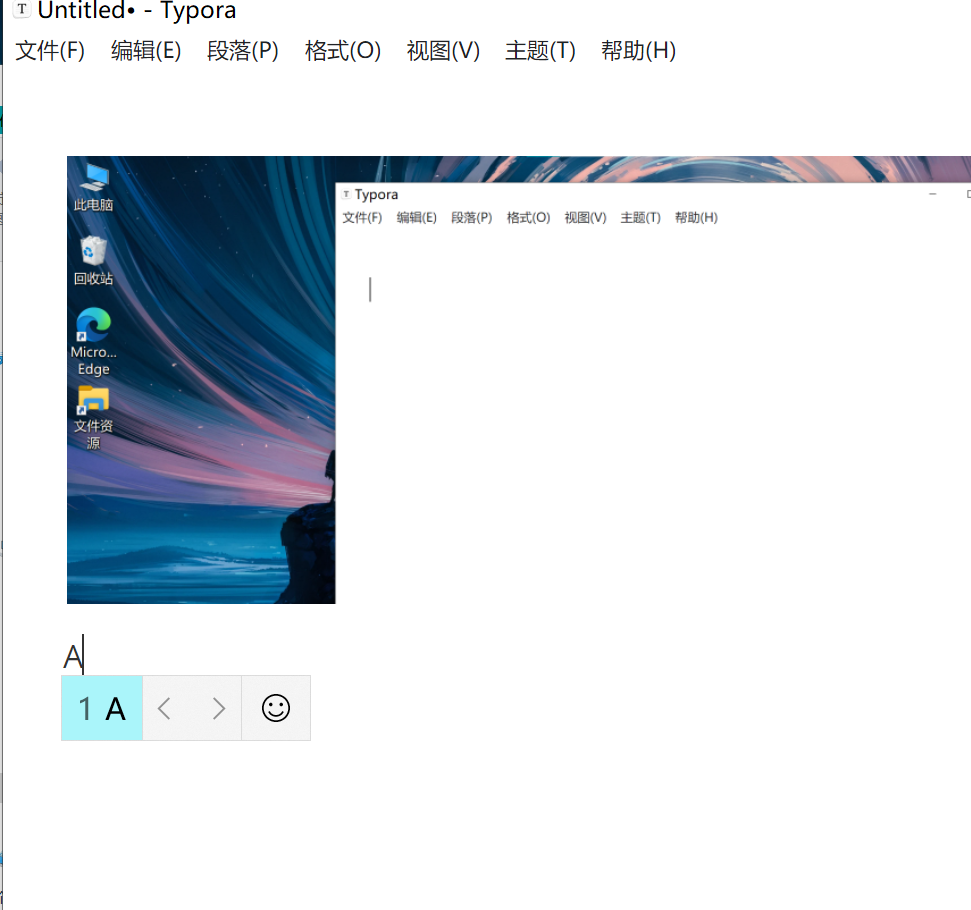 T Untitled• - Typora
文件(F) 编辑(E) 段落(P) 格式(O) 视图(V) 主题(T) 帮助(H)
此电脑
回收站
Micro...
Edge
文件资
源
T Typora
文件(F) 编辑(E) 段落(P) 格式(O) 视图(V) 主题(T) 帮助(H)
A
1 A